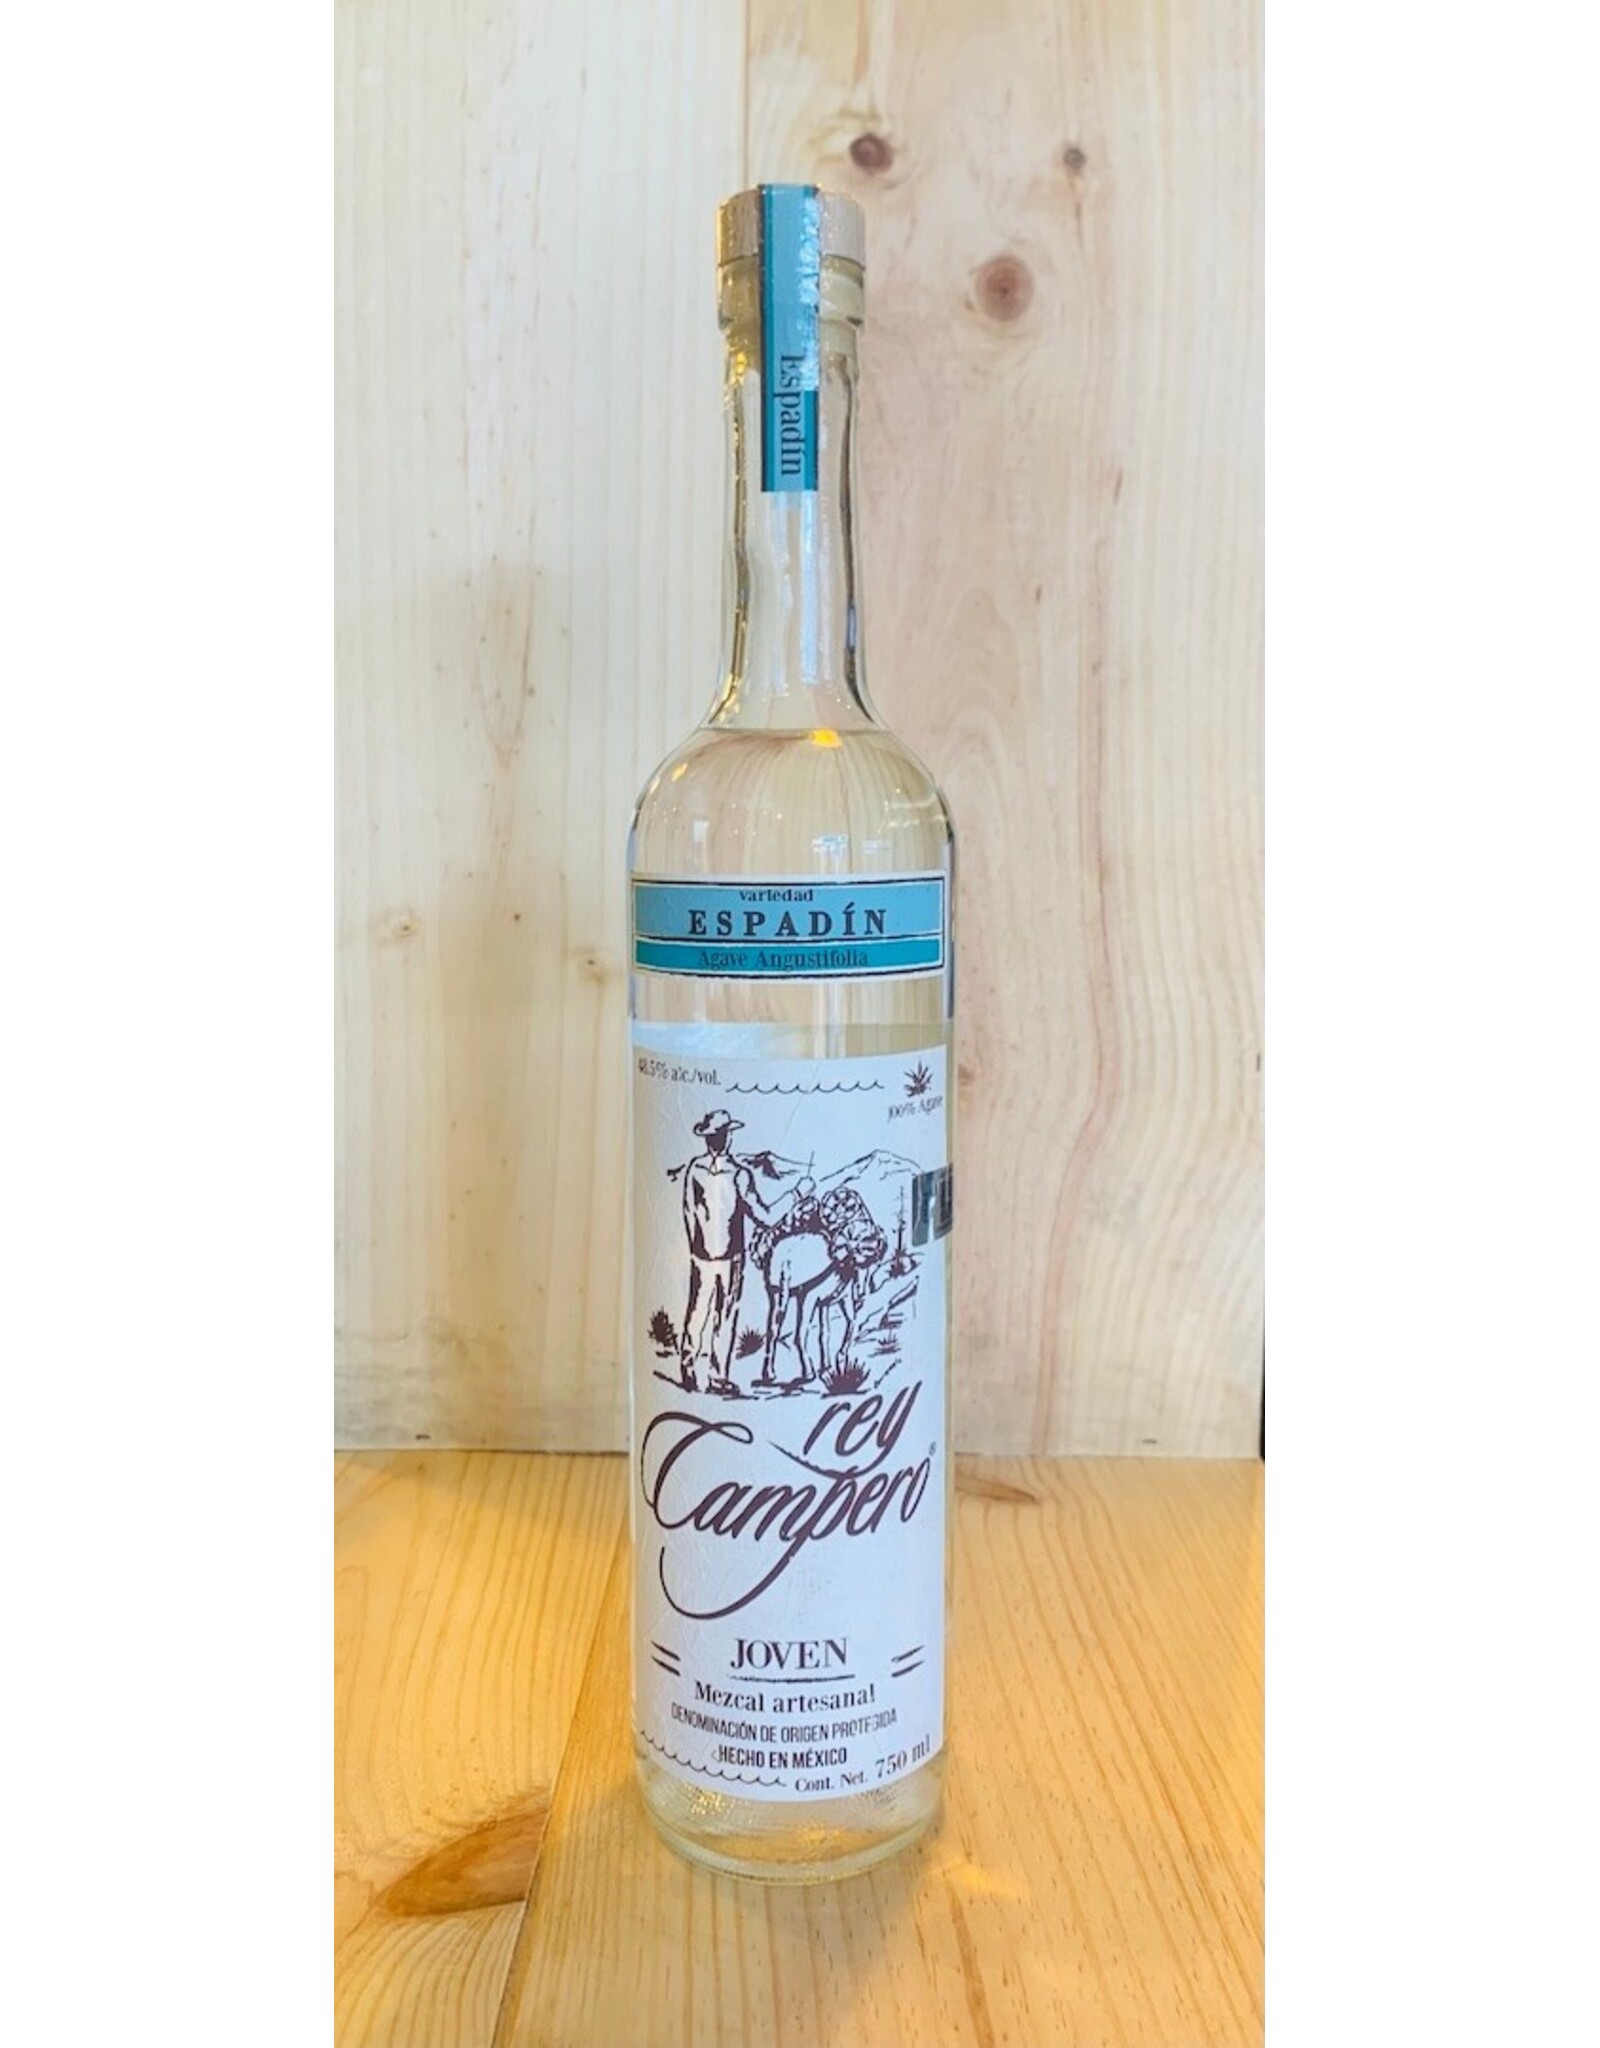 Espadín
variedad
ESPADÍN
Agave Angustifolia
48.5% alc./vol.
100% Agave
rey
Campero®
JOVEN
Mezcal artesanal
DENOMINACIÓN DE ORIGEN PROTEGIDA
HECHO EN MÉXICO
Cont. Net. 750 ml